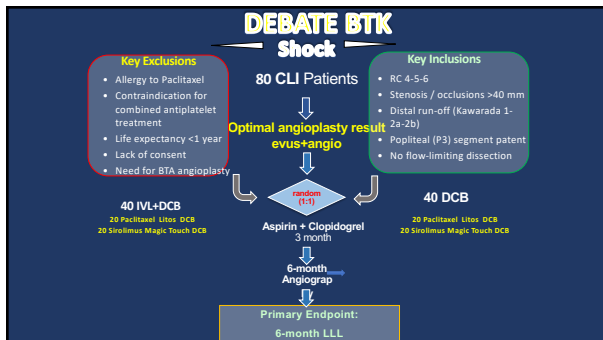 DEBATE BTK
Shock
Key Exclusions
• Allergy to Paclitaxel
• Contraindication for
combined antiplatelet
treatment
• Life expectancy <1 year
• Lack of consent
• Need for BTA angioplasty
80 CLI Patients
Optimal angioplasty result
evus+angio
Key Inclusions
• RC 4-5-6
• Stenosis / occlusions >40 mm
• Distal run-off (Kawarada 1-
2a-2b)
• Popliteal (P3) segment patent
• No flow-limiting dissection
random
(1:1)
40 IVL+DCB
20 Paclitaxel Litos DCB
20 Sirolimus Magic Touch DCB
40 DCB
20 Paclitaxel Litos DCB
20 Sirolimus Magic Touch DCB
Aspirin + Clopidogrel
3 month
6-month
Angiograp
Primary Endpoint:
6-month LLL